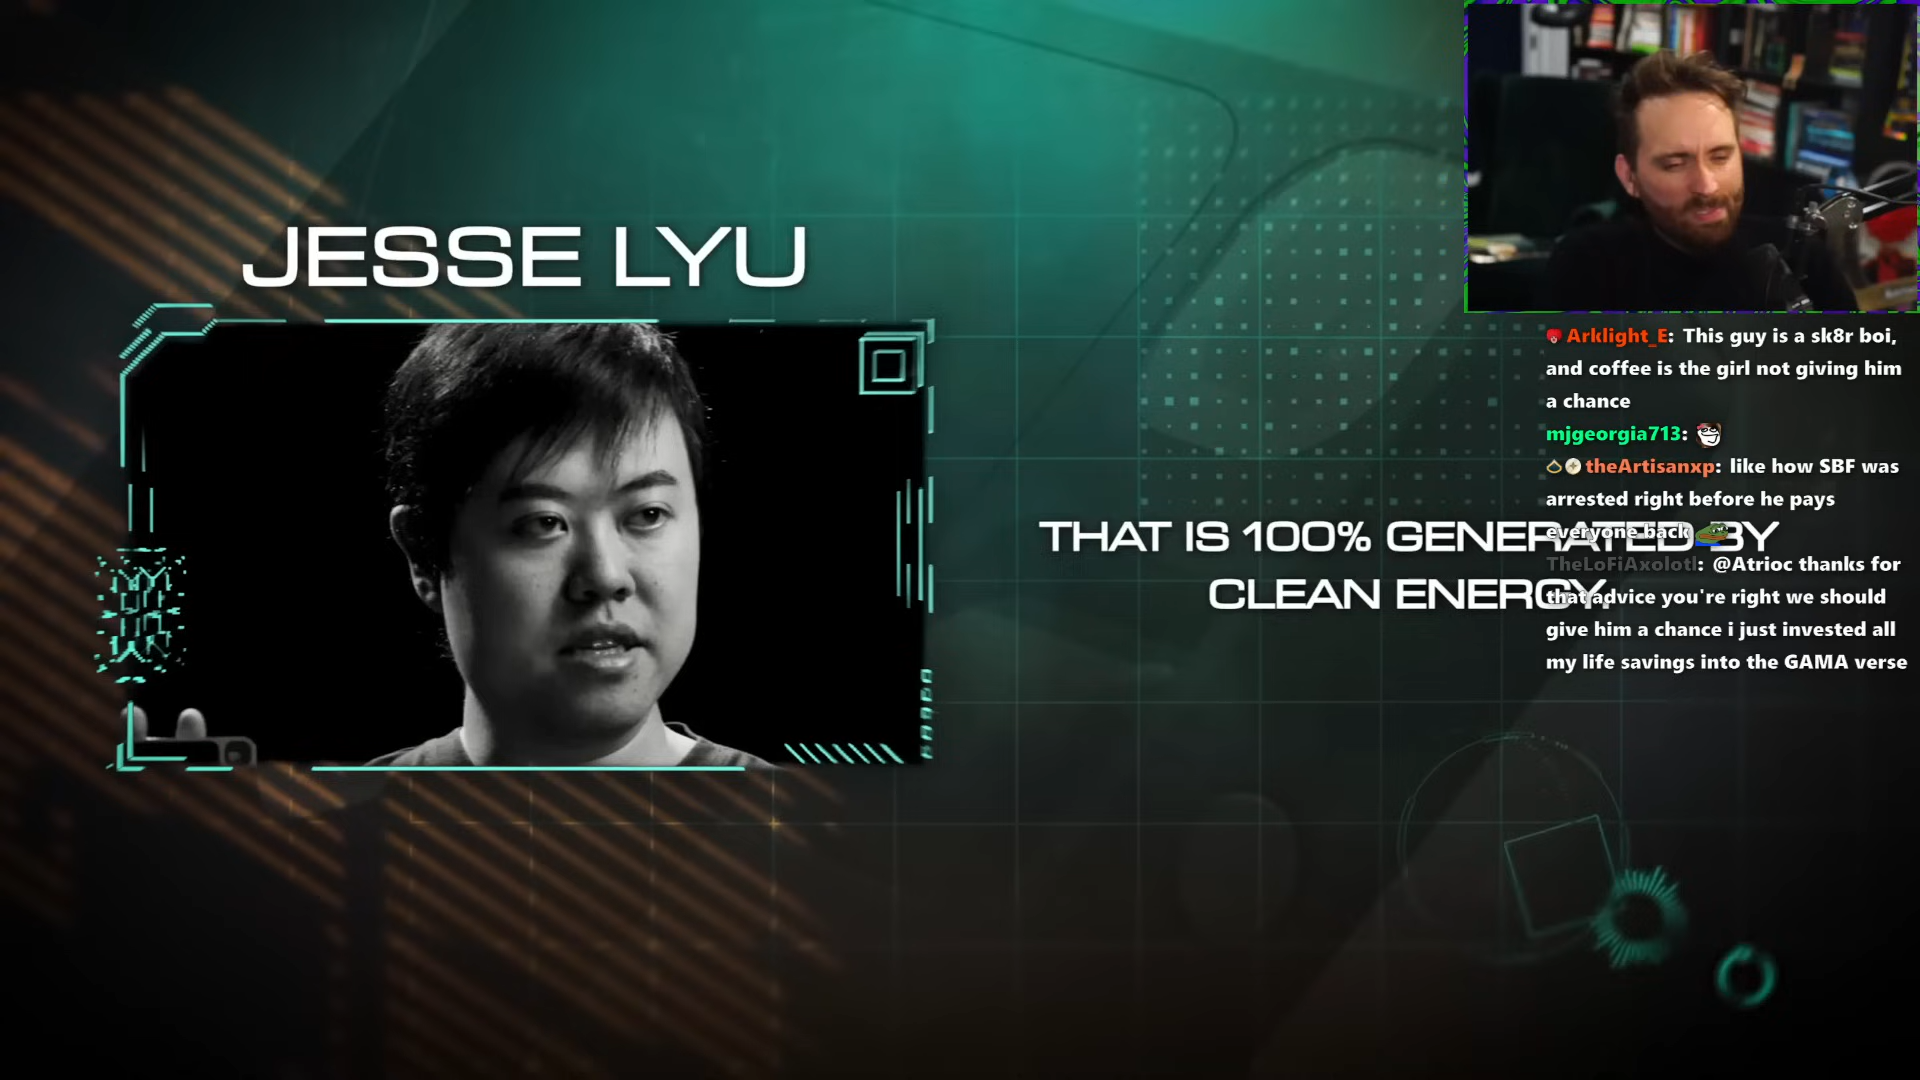 JESSE LYU
THAT IS 100% GENERATED BY
CLEAN ENERGY.
Arklight_E: This guy is a sk8r boi,
and coffee is the girl not giving him
a chance
mjgeorgia713:
theArtisanxp: like how SBF was
arrested right before he pays
everyone back
TheLoFiAxolotl: @Atrioc thanks for
that advice you're right we should
give him a chance i just invested all
my life savings into the GAMA verse